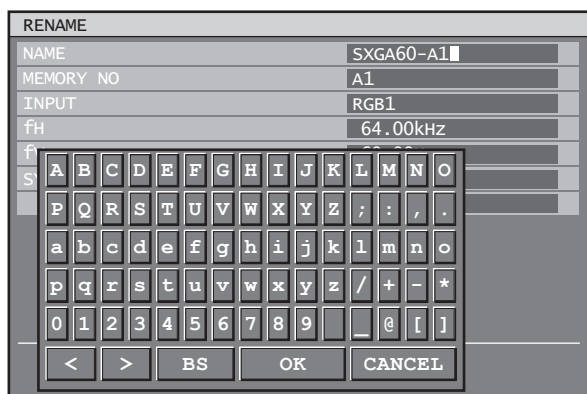 RENAME
NAME SXGA60-A1
MEMORY NO A1
INPUT RGB1
fH 64.00kHz
A B C D E F G H I J K L M N O
P Q R S T U V W X Y Z ; : , .
a b c d e f g h i j k l m n o
p q r s t u v w x y z / + - *
0 1 2 3 4 5 6 7 8 9 _ @ [ ]
< > BS OK CANCEL